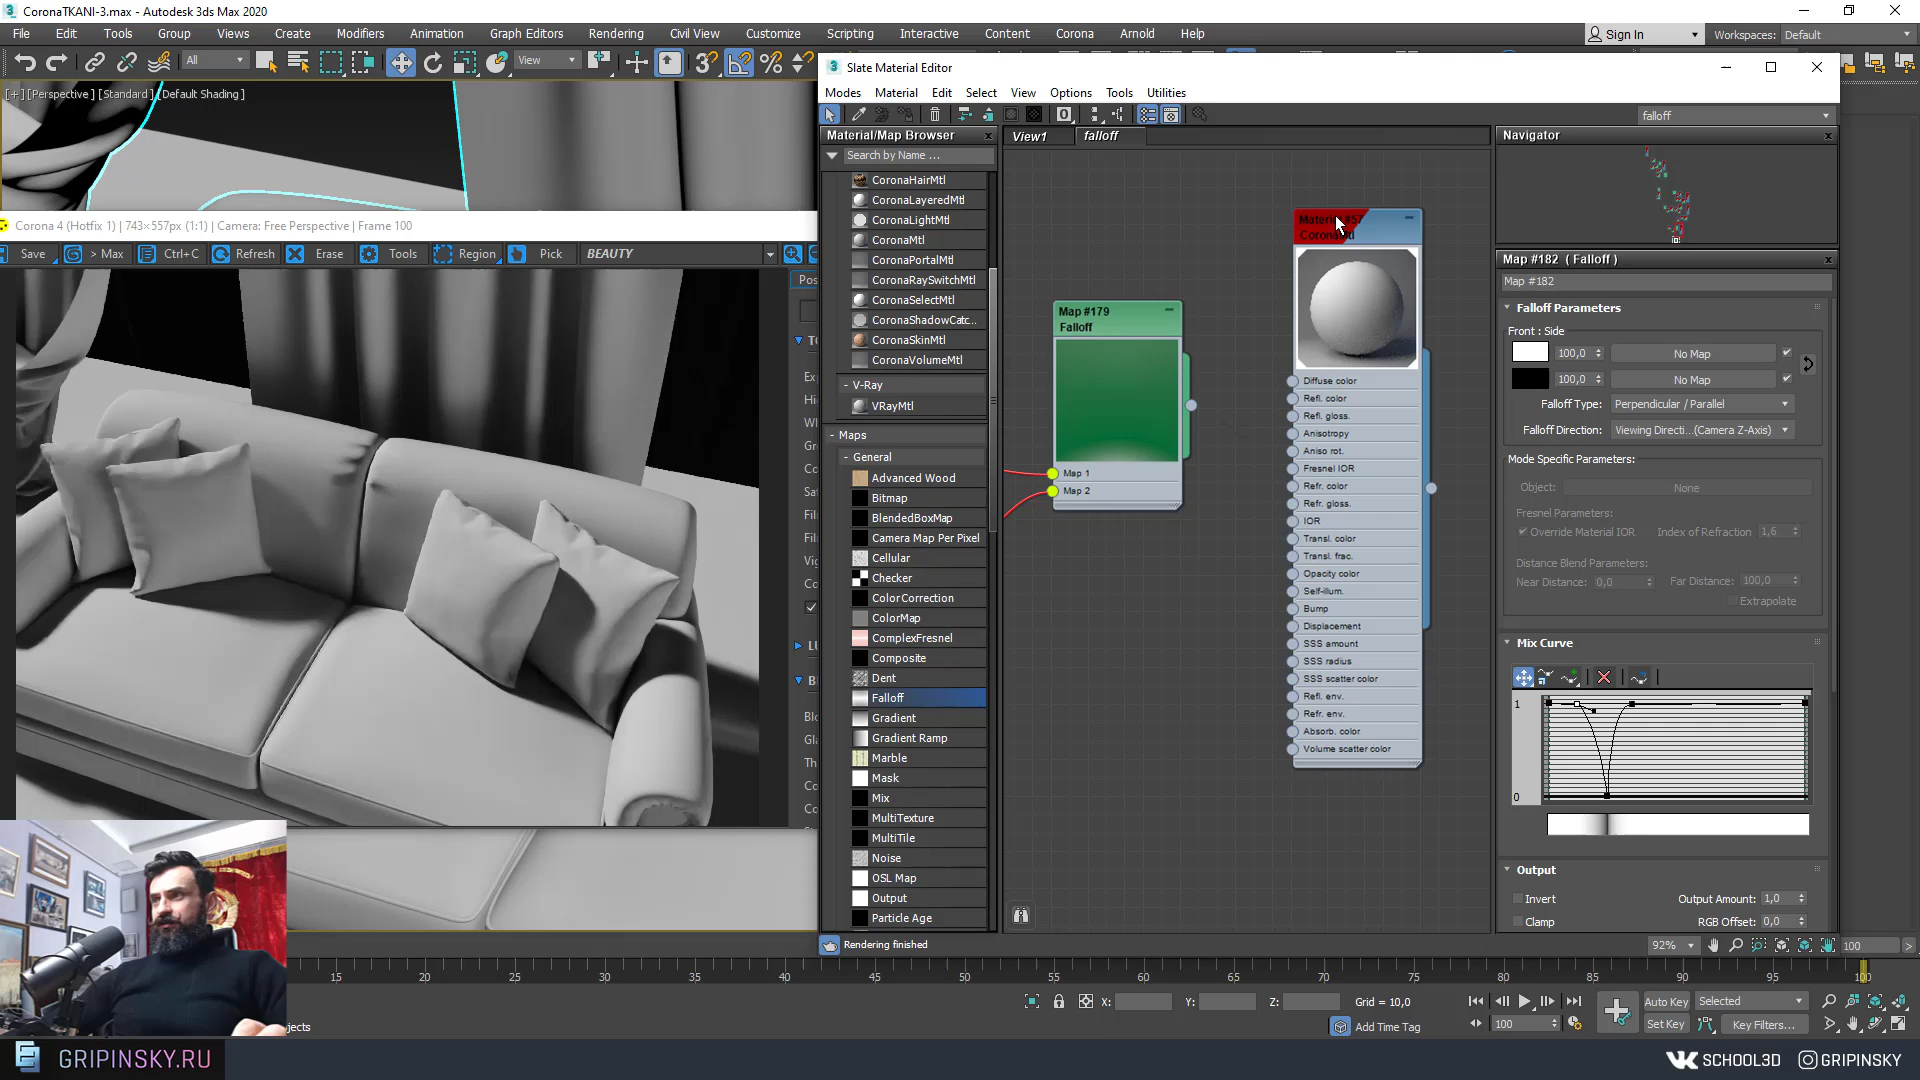 CoronaTKANI-3.max - Autodesk 3ds Max 2020
File Edit Tools Group Views Create Modifiers Animation Graph Editors Rendering Civil View Customize Scripting Interactive Content Corona Arnold Help
Sign In
Workspaces: Default
All
View
[+] [Perspective] [Standard] [Default Shading]
Corona 4 (Hotfix 1) | 743×557px (1:1) | Camera: Free Perspective | Frame 100
Save > Max Ctrl+C Refresh Erase Tools Pick BEAUTY
Slate Material Editor
Modes Material Edit Select View Options Tools Utilities
falloff
Material/Map Browser
Search by Name ...
CoronaHairMtl
CoronaLayeredMtl
CoronaLightMtl
CoronaMtl
CoronaPortalMtl
CoronaRaySwitchMtl
CoronaSelectMtl
CoronaShadowCatc...
CoronaSkinMtl
CoronaVolumeMtl
- V-Ray
VRayMtl
- Maps
- General
Advanced Wood
Bitmap
BlendedBoxMap
Camera Map Per Pixel
Cellular
Checker
ColorCorrection
ColorMap
ComplexFresnel
Composite
Dent
Falloff
Gradient
Gradient Ramp
Marble
Mask
Mix
MultiTexture
MultiTile
Noise
OSL Map
Output
Particle Age
View1 falloff
Map #179
Falloff
Map 1
Map 2
Diffuse color
Refl. color
Refl. gloss.
Anisotropy
Aniso rot.
Fresnel IOR
Refr. color
Refr. gloss.
IOR
Transl. color
Transl. frac.
Opacity color
Self-illum.
Bump
Displacement
SSS amount
SSS radius
SSS scatter color
Refl. env.
Refr. env.
Absorb. color
Volume scatter color
Navigator
Map #182 ( Falloff )
Map #182
Falloff Parameters
Front : Side
100,0 No Map
100,0 No Map
Falloff Type: Perpendicular / Parallel
Falloff Direction: Viewing Directi...(Camera Z-Axis)
Mode Specific Parameters:
Object: None
Fresnel Parameters:
Override Material IOR Index of Refraction 1,6
Distance Blend Parameters:
Near Distance: 0,0 Far Distance: 100,0
Extrapolate
Mix Curve
1
0
Output
Invert Output Amount: 1,0
Clamp RGB Offset: 0,0
Rendering finished
92%
100
15 20 25 30 35 40 45 50 55 60 65 70 75 80 85 90 95 100
X: Y: Z: Grid = 10,0
Add Time Tag
100
Auto Key Selected
Set Key Key Filters...
GRIPINSKY.RU
SCHOOL3D GRIPINSKY